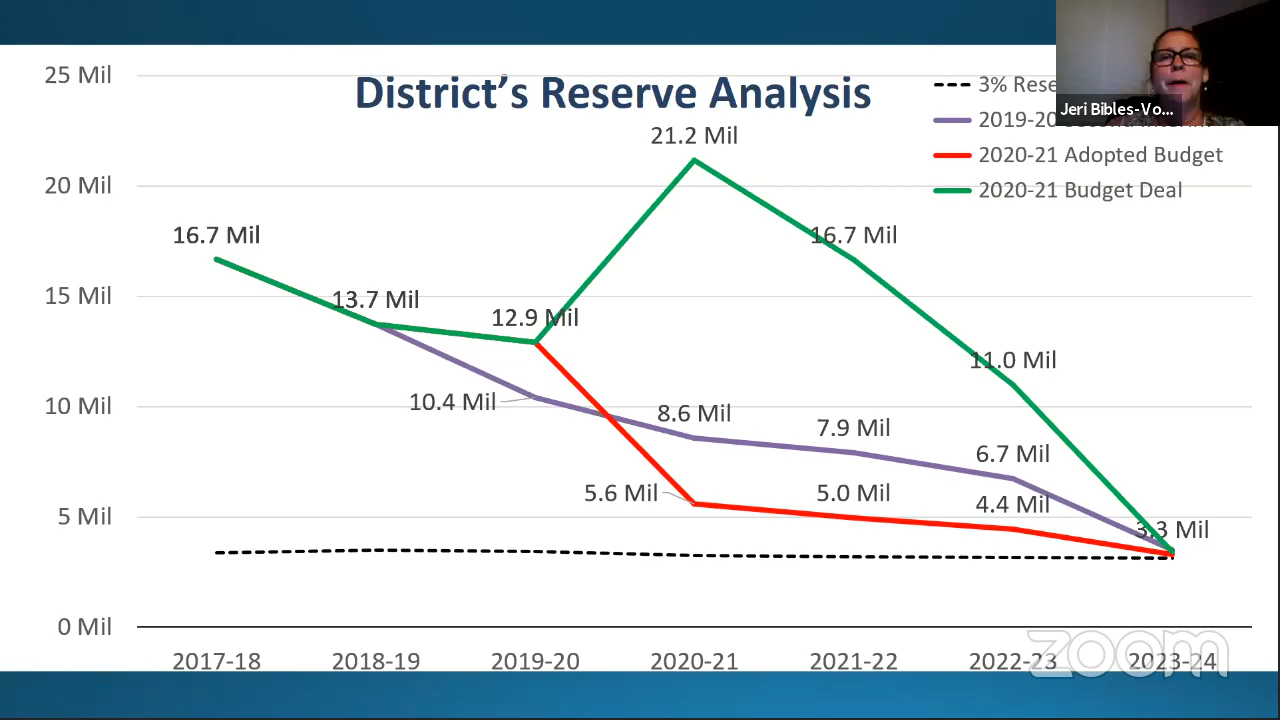 District's Reserve Analysis
25 Mil
20 Mil
15 Mil
10 Mil
5 Mil
0 Mil
3%
2019-20
2020-21 Adopted Budget
2020-21 Budget Deal
Jeri Bibles-Vo...
21.2 Mil
16.7 Mil
16.7 Mil
13.7 Mil
12.9 Mil
11.0 Mil
10.4 Mil
8.6 Mil
7.9 Mil
6.7 Mil
5.6 Mil
5.0 Mil
4.4 Mil
3.3 Mil
2017-18
2018-19
2019-20
2020-21
2021-22
2022-23
2023-24
zoom